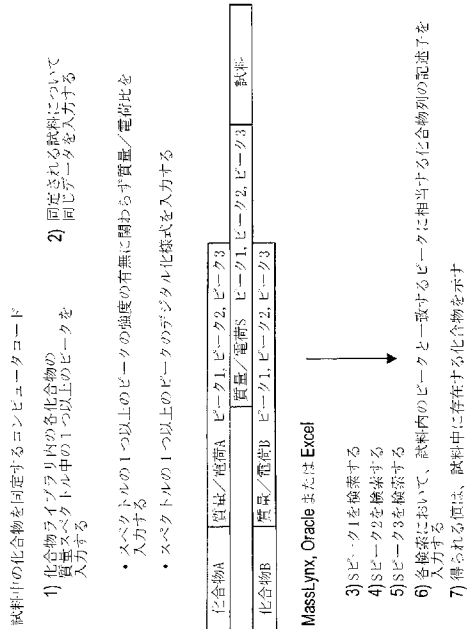 試料中の化合物を同定するコンピュータコード
1) 化合物ライブラリ内の各化合物の
質量スペクトル中の1つ以上のピークを
入力する
2) 同定される試料について
同じデータを入力する
• スペクトルの1つ以上のピークの強度の有無に関わらず質量／電荷比を
入力する
• スペクトルの1つ以上のピークのデジタル化様式を入力する
化合物A 質量／電荷A ピーク1, ピーク2, ピーク3
質量／電荷S ピーク1, ピーク2, ピーク3 試料
化合物B 質量／電荷B ピーク1, ピーク2, ピーク3
MassLynx, Oracle または Excel
3) Sピーク1を検索する
4) Sピーク2を検索する
5) Sピーク3を検索する
6) 各検索において、試料内のピークと一致するピークに相当する化合物列の記述子を
入力する
7) 得られる値は、試料中に存在する化合物を示す